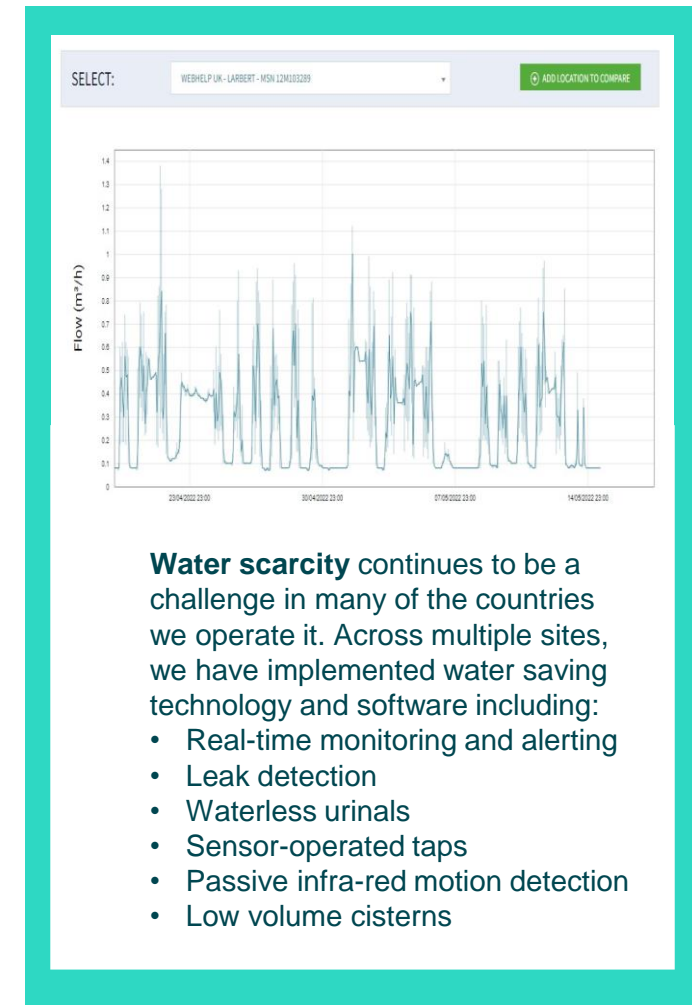 SELECT:
WEBHELP UK - LARBERT - MSN 12M103289
ADD LOCATION TO COMPARE
Flow (m³/h)
1.4
1.3
1.2
1.1
1
0.9
0.8
0.7
0.6
0.5
0.4
0.3
0.2
0.1
0
23/04/2022 23:00
30/04/2022 23:00
07/05/2022 23:00
14/05/2022 23:00
Water scarcity continues to be a
challenge in many of the countries
we operate it. Across multiple sites,
we have implemented water saving
technology and software including:
• Real-time monitoring and alerting
• Leak detection
• Waterless urinals
• Sensor-operated taps
• Passive infra-red motion detection
• Low volume cisterns